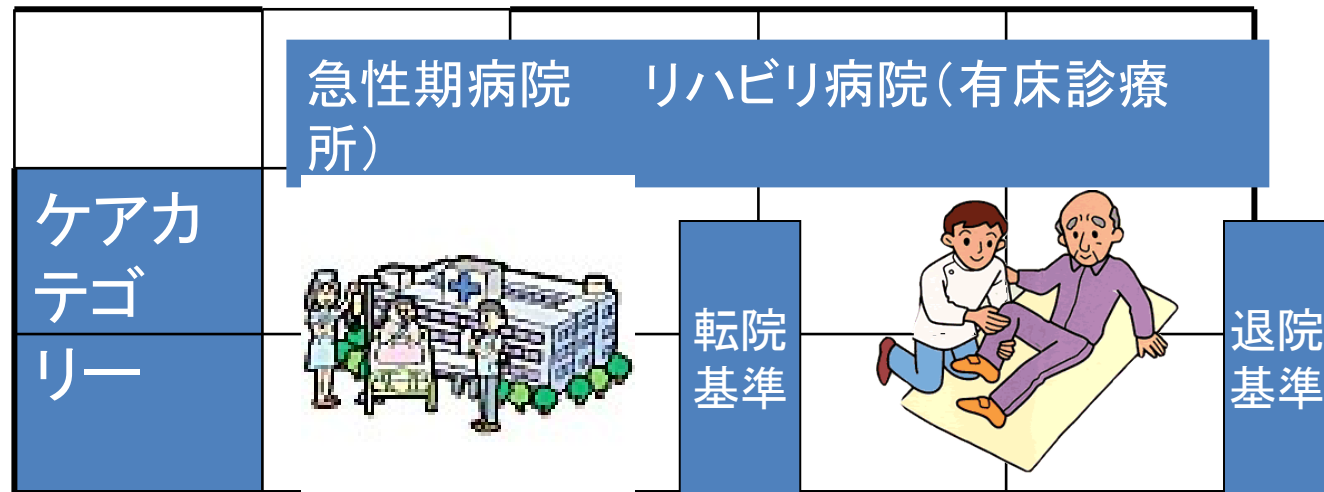 急性期病院　リハビリ病院（有床診療
所）
ケアカ
テゴ
リー
転院
基準
退院
基準